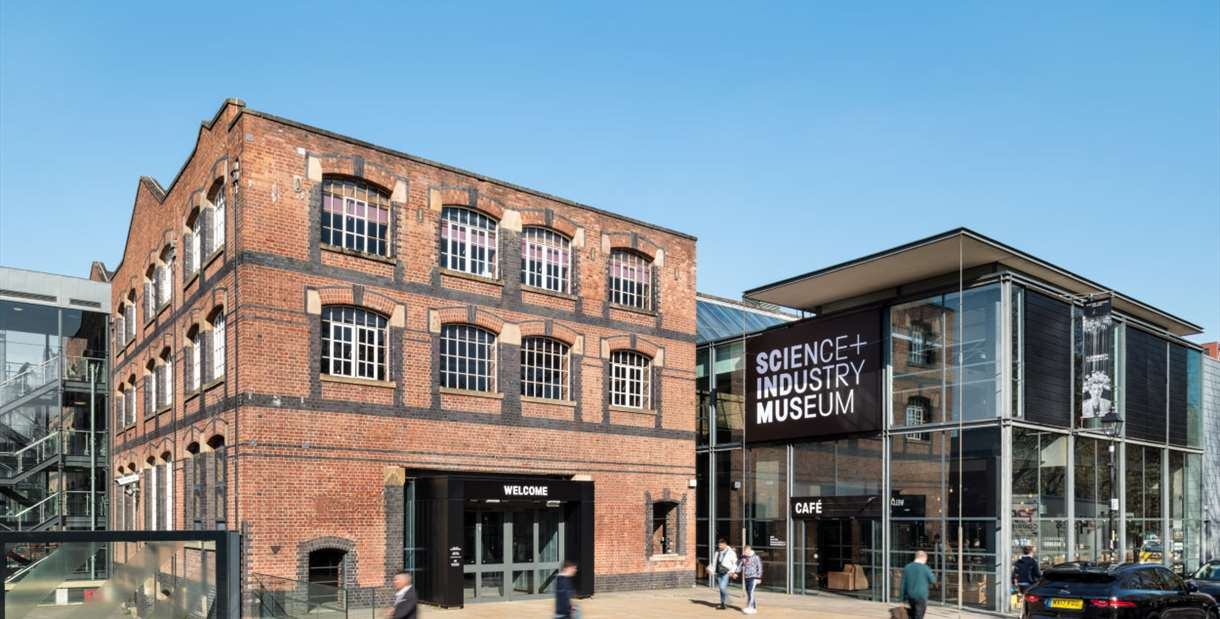 SCIENCE+
INDUSTRY
MUSEUM
WELCOME
CAFÉ